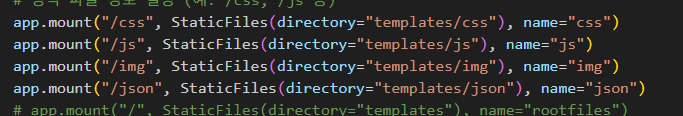 # 정적 파일 경로 설정 (예: /css, /js 등)
app.mount("/css", StaticFiles(directory="templates/css"), name="css")
app.mount("/js", StaticFiles(directory="templates/js"), name="js")
app.mount("/img", StaticFiles(directory="templates/img"), name="img")
app.mount("/json", StaticFiles(directory="templates/json"), name="json")
# app.mount("/", StaticFiles(directory="templates"), name="rootfiles")